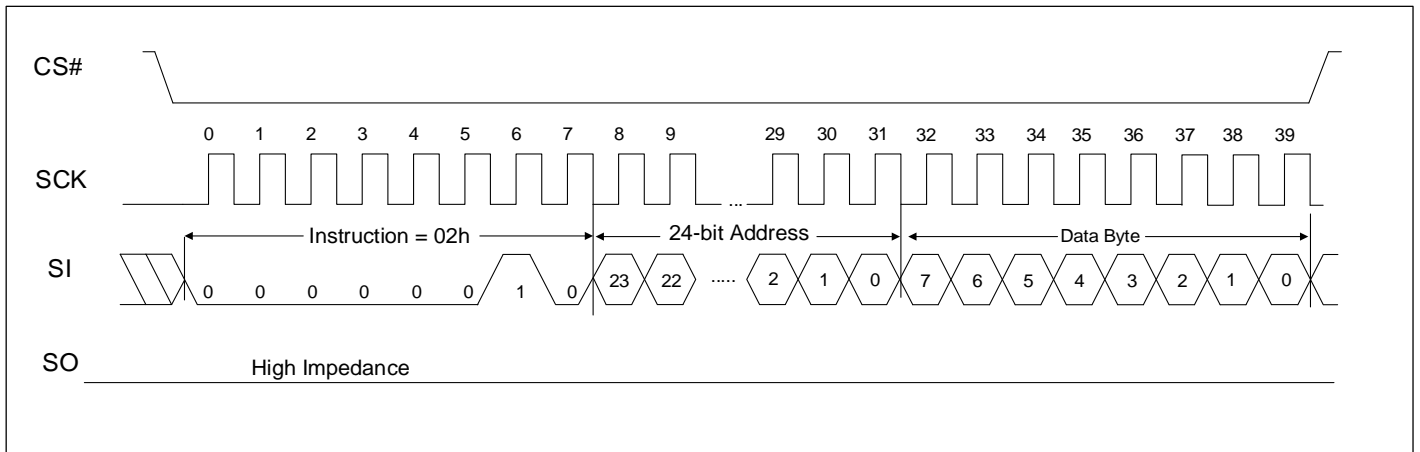 CS#
0 1 2 3 4 5 6 7 8 9 29 30 31 32 33 34 35 36 37 38 39
SCK ...
Instruction = 02h 24-bit Address Data Byte
SI 0 0 0 0 0 0 1 0 23 22 ..... 2 1 0 7 6 5 4 3 2 1 0
SO High Impedance